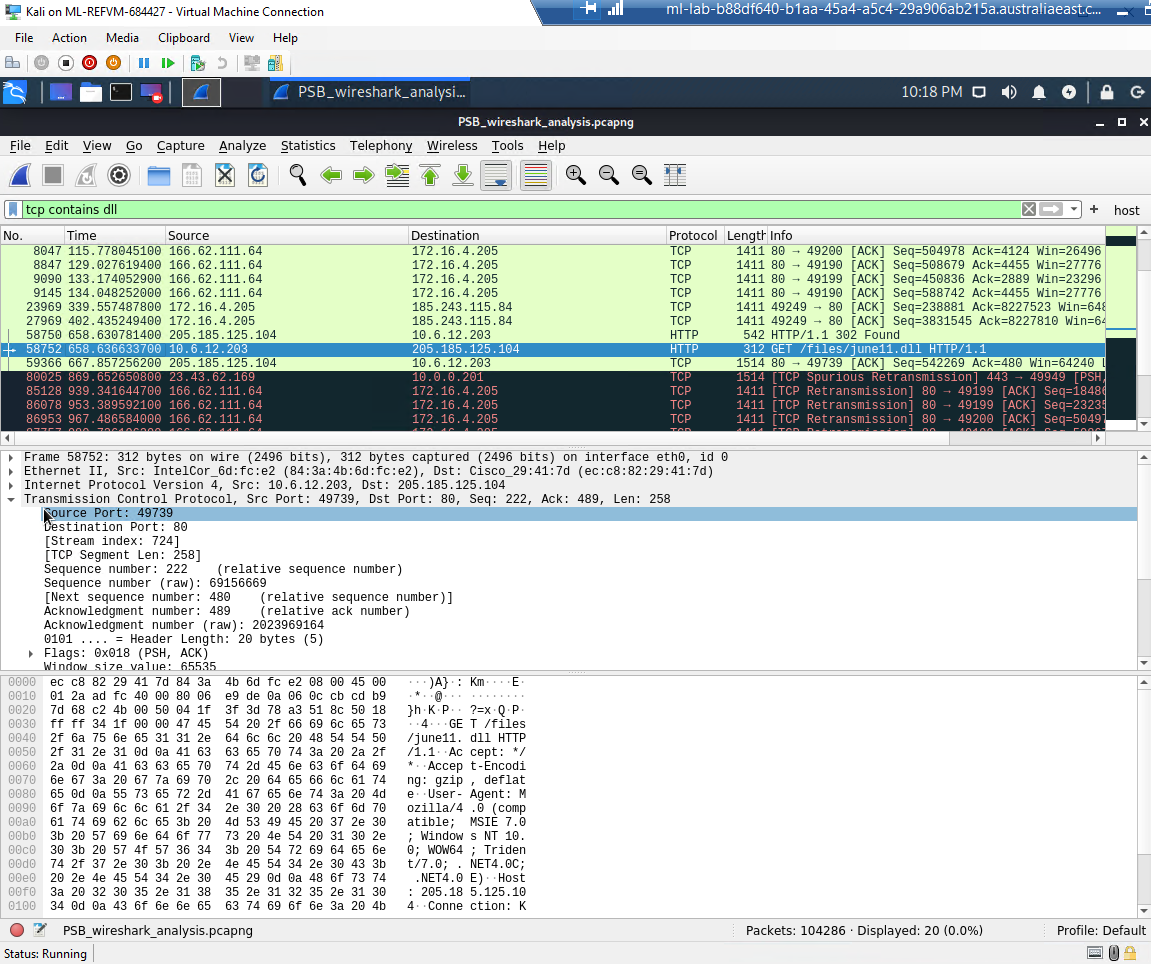 Kali on ML-REFVM-684427 - Virtual Machine Connection
ml-lab-b88df640-b1aa-45a4-a5c4-29a906ab215a.australiaeast.c...
File Action Media Clipboard View Help
PSB_wireshark_analysi... 10:18 PM
PSB_wireshark_analysis.pcapng
File Edit View Go Capture Analyze Statistics Telephony Wireless Tools Help
tcp contains dll + host
No. Time Source Destination Protocol Length Info
8047 115.778045100 166.62.111.64 172.16.4.205 TCP 1411 80 → 49200 [ACK] Seq=504978 Ack=4124 Win=26496
8847 129.027619400 166.62.111.64 172.16.4.205 TCP 1411 80 → 49190 [ACK] Seq=508679 Ack=4455 Win=27776
9090 133.174052900 166.62.111.64 172.16.4.205 TCP 1411 80 → 49199 [ACK] Seq=450836 Ack=2889 Win=23296
9145 134.048252000 166.62.111.64 172.16.4.205 TCP 1411 80 → 49190 [ACK] Seq=588742 Ack=4455 Win=27776
23969 339.557487800 172.16.4.205 185.243.115.84 TCP 1411 49249 → 80 [ACK] Seq=238881 Ack=8227523 Win=648
27969 402.435249400 172.16.4.205 185.243.115.84 TCP 1411 49249 → 80 [ACK] Seq=3831545 Ack=8227810 Win=64
58750 658.630781400 205.185.125.104 10.6.12.203 HTTP 542 HTTP/1.1 302 Found
58752 658.636633700 10.6.12.203 205.185.125.104 HTTP 312 GET /files/june11.dll HTTP/1.1
59366 667.857256200 205.185.125.104 10.6.12.203 TCP 1514 80 → 49739 [ACK] Seq=542269 Ack=480 Win=64240 L
80025 869.652650800 23.43.62.169 10.0.0.201 TCP 1514 [TCP Spurious Retransmission] 443 → 49949 [PSH,
85128 939.341644700 166.62.111.64 172.16.4.205 TCP 1411 [TCP Retransmission] 80 → 49199 [ACK] Seq=18486
86078 953.389592100 166.62.111.64 172.16.4.205 TCP 1411 [TCP Retransmission] 80 → 49199 [ACK] Seq=23235
86953 967.486584000 166.62.111.64 172.16.4.205 TCP 1411 [TCP Retransmission] 80 → 49200 [ACK] Seq=50497
Frame 58752: 312 bytes on wire (2496 bits), 312 bytes captured (2496 bits) on interface eth0, id 0
Ethernet II, Src: IntelCor_6d:fc:e2 (84:3a:4b:6d:fc:e2), Dst: Cisco_29:41:7d (ec:c8:82:29:41:7d)
Internet Protocol Version 4, Src: 10.6.12.203, Dst: 205.185.125.104
Transmission Control Protocol, Src Port: 49739, Dst Port: 80, Seq: 222, Ack: 489, Len: 258
Source Port: 49739
Destination Port: 80
[Stream index: 724]
[TCP Segment Len: 258]
Sequence number: 222 (relative sequence number)
Sequence number (raw): 69156669
[Next sequence number: 480 (relative sequence number)]
Acknowledgment number: 489 (relative ack number)
Acknowledgment number (raw): 2023969164
0101 .... = Header Length: 20 bytes (5)
Flags: 0x018 (PSH, ACK)
Window size value: 65535
0000 ec c8 82 29 41 7d 84 3a 4b 6d fc e2 08 00 45 00 ···)A}·: Km····E·
0010 01 2a ad fc 40 00 80 06 e9 de 0a 06 0c cb cd b9 ·*··@··· ········
0020 7d 68 c2 4b 00 50 04 1f 3f 3d 78 a3 51 8c 50 18 }h·K·P·· ?=x·Q·P·
0030 ff ff 34 1f 00 00 47 45 54 20 2f 66 69 6c 65 73 ··4···GE T /files
0040 2f 6a 75 6e 65 31 31 2e 64 6c 6c 20 48 54 54 50 /june11. dll HTTP
0050 2f 31 2e 31 0d 0a 41 63 63 65 70 74 3a 20 2a 2f /1.1··Ac cept: */
0060 2a 0d 0a 41 63 63 65 70 74 2d 45 6e 63 6f 64 69 *··Accep t-Encodi
0070 6e 67 3a 20 67 7a 69 70 2c 20 64 65 66 6c 61 74 ng: gzip , deflat
0080 65 0d 0a 55 73 65 72 2d 41 67 65 6e 74 3a 20 4d e··User- Agent: M
0090 6f 7a 69 6c 6c 61 2f 34 2e 30 20 28 63 6f 6d 70 ozilla/4 .0 (comp
00a0 61 74 69 62 6c 65 3b 20 4d 53 49 45 20 37 2e 30 atible; MSIE 7.0
00b0 3b 20 57 69 6e 64 6f 77 73 20 4e 54 20 31 30 2e ; Window s NT 10.
00c0 30 3b 20 57 4f 57 36 34 3b 20 54 72 69 64 65 6e 0; WOW64 ; Triden
00d0 74 2f 37 2e 30 3b 20 2e 4e 45 54 34 2e 30 43 3b t/7.0; . NET4.0C;
00e0 20 2e 4e 45 54 34 2e 30 45 29 0d 0a 48 6f 73 74 .NET4.0 E)··Host
00f0 3a 20 32 30 35 2e 31 38 35 2e 31 32 35 2e 31 30 : 205.18 5.125.10
0100 34 0d 0a 43 6f 6e 6e 65 63 74 69 6f 6e 3a 20 4b 4··Conne ction: K
PSB_wireshark_analysis.pcapng Packets: 104286 · Displayed: 20 (0.0%) Profile: Default
Status: Running